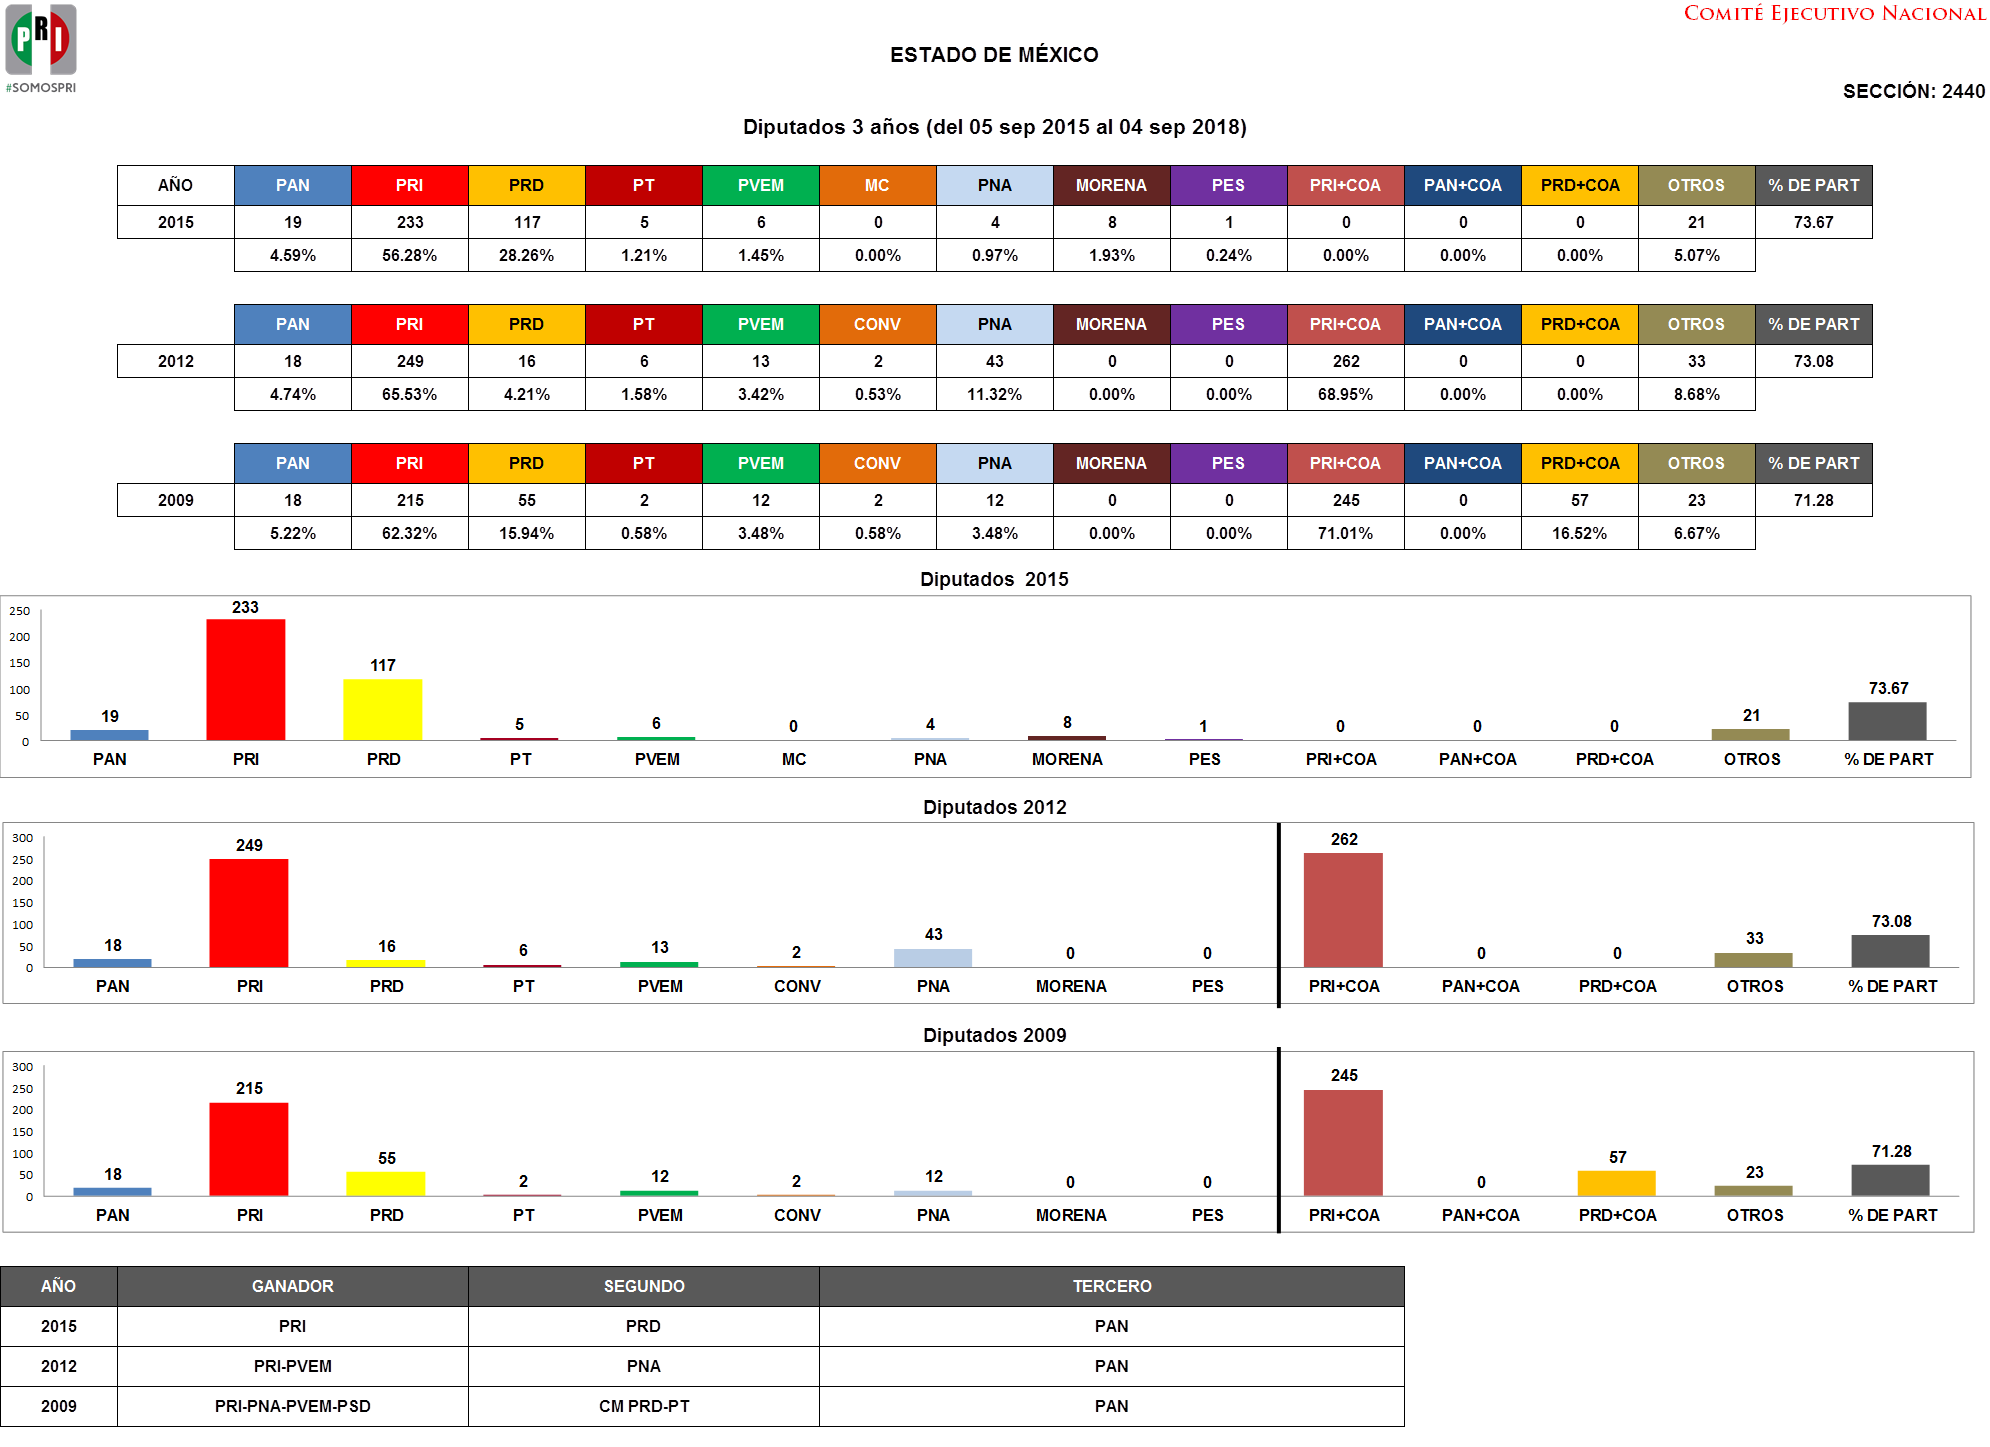 PRI
#SOMOSPRI
COMITÉ EJECUTIVO NACIONAL
ESTADO DE MÉXICO
SECCIÓN: 2440
Diputados 3 años (del 05 sep 2015 al 04 sep 2018)
AÑO PAN PRI PRD PT PVEM MC PNA MORENA PES PRI+COA PAN+COA PRD+COA OTROS % DE PART
2015 19 233 117 5 6 0 4 8 1 0 0 0 21 73.67
4.59% 56.28% 28.26% 1.21% 1.45% 0.00% 0.97% 1.93% 0.24% 0.00% 0.00% 0.00% 5.07%
PAN PRI PRD PT PVEM CONV PNA MORENA PES PRI+COA PAN+COA PRD+COA OTROS % DE PART
2012 18 249 16 6 13 2 43 0 0 262 0 0 33 73.08
4.74% 65.53% 4.21% 1.58% 3.42% 0.53% 11.32% 0.00% 0.00% 68.95% 0.00% 0.00% 8.68%
PAN PRI PRD PT PVEM CONV PNA MORENA PES PRI+COA PAN+COA PRD+COA OTROS % DE PART
2009 18 215 55 2 12 2 12 0 0 245 0 57 23 71.28
5.22% 62.32% 15.94% 0.58% 3.48% 0.58% 3.48% 0.00% 0.00% 71.01% 0.00% 16.52% 6.67%
Diputados 2015
250
200
150
100
50
0
19 233 117 5 6 0 4 8 1 0 0 0 21 73.67
PAN PRI PRD PT PVEM MC PNA MORENA PES PRI+COA PAN+COA PRD+COA OTROS % DE PART
Diputados 2012
300
250
200
150
100
50
0
18 249 16 6 13 2 43 0 0 262 0 0 33 73.08
PAN PRI PRD PT PVEM CONV PNA MORENA PES PRI+COA PAN+COA PRD+COA OTROS % DE PART
Diputados 2009
300
250
200
150
100
50
0
18 215 55 2 12 2 12 0 0 245 0 57 23 71.28
PAN PRI PRD PT PVEM CONV PNA MORENA PES PRI+COA PAN+COA PRD+COA OTROS % DE PART
AÑO GANADOR SEGUNDO TERCERO
2015 PRI PRD PAN
2012 PRI-PVEM PNA PAN
2009 PRI-PNA-PVEM-PSD CM PRD-PT PAN